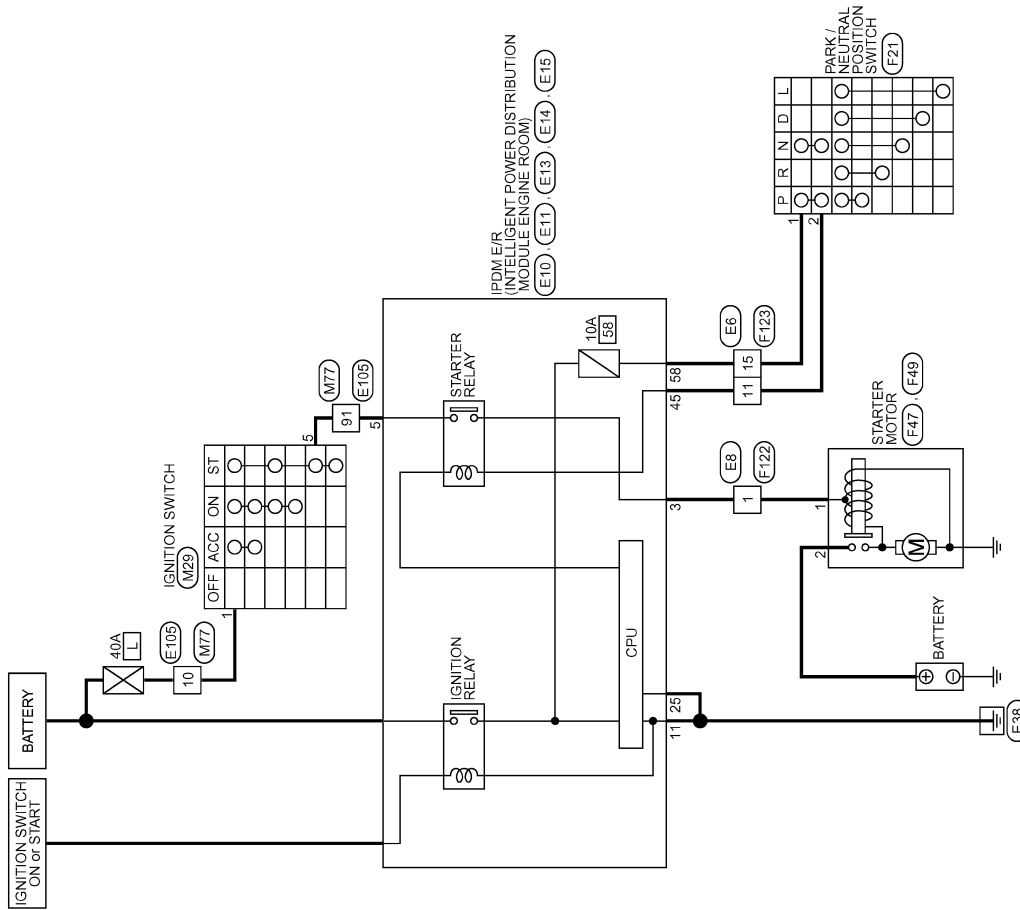 IGNITION SWITCH
ON or START
BATTERY
40A
L
E105
10
M77
1
IGNITION SWITCH
M29
OFF
ACC
ON
ST
5
M77
91
E105
5
IPDM E/R
(INTELLIGENT POWER DISTRIBUTION
MODULE ENGINE ROOM)
E10 , E11 , E13 , E14 , E15
IGNITION
RELAY
STARTER
RELAY
10A
58
CPU
11
25
3
45
58
E8
1
F122
E6
11
15
F123
PARK /
NEUTRAL
POSITION
SWITCH
F21
P
R
N
D
L
1
2
BATTERY
STARTER
MOTOR
F47 , F49
2
1
M